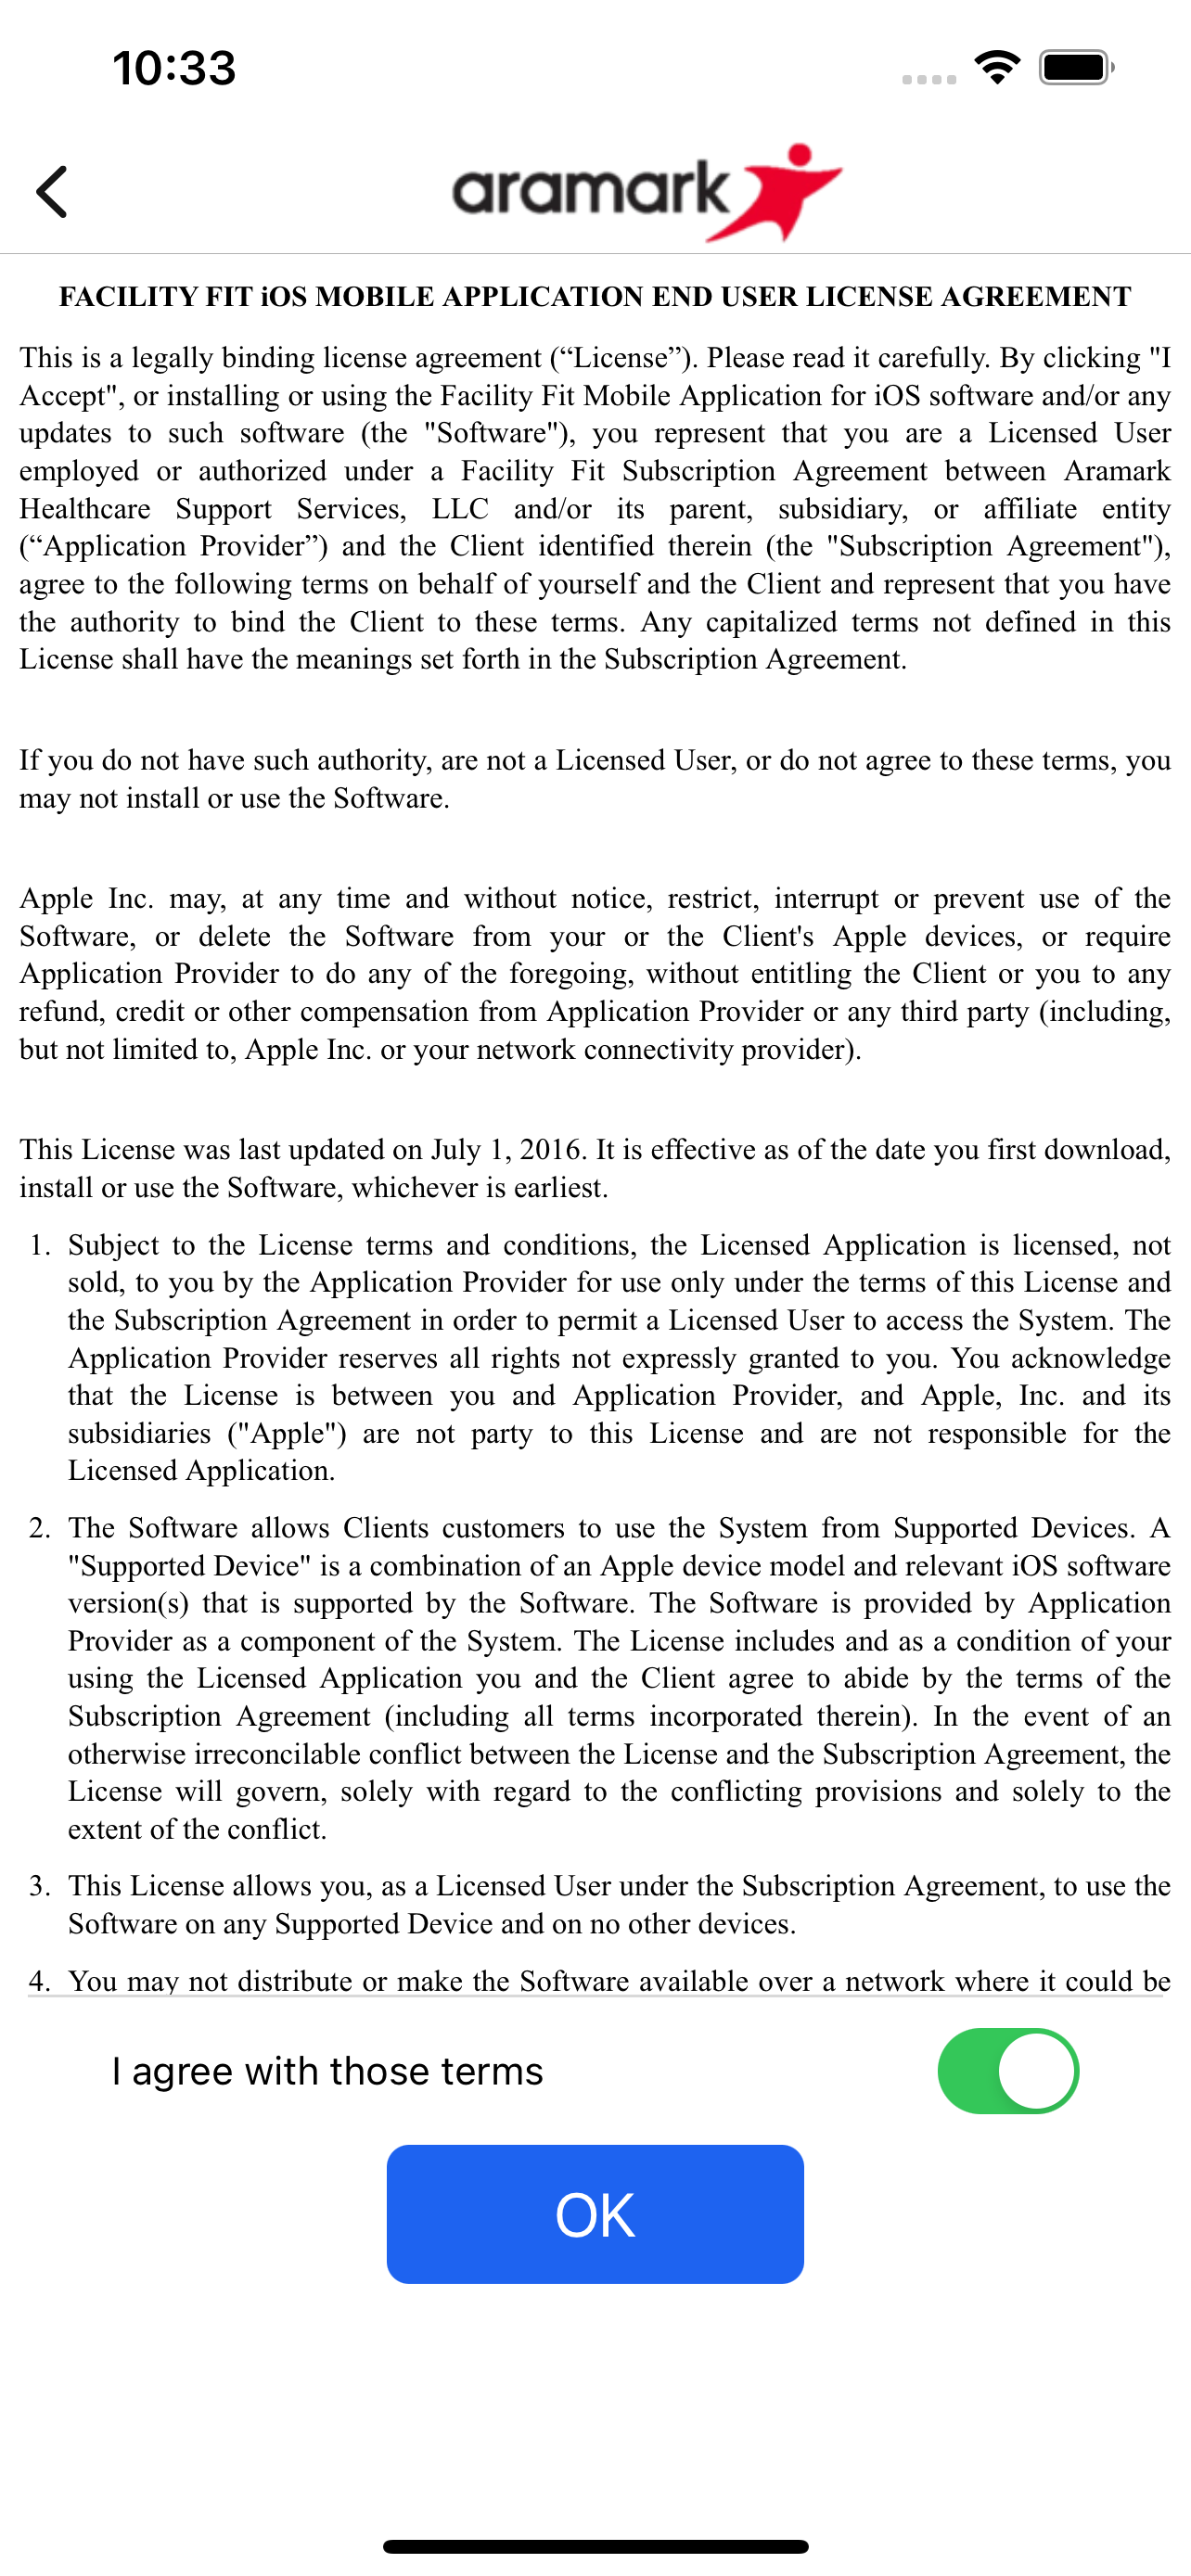 10:33
aramark
FACILITY FIT iOS MOBILE APPLICATION END USER LICENSE AGREEMENT
This is a legally binding license agreement (“License”). Please read it carefully. By clicking "I
Accept", or installing or using the Facility Fit Mobile Application for iOS software and/or any
updates to such software (the "Software"), you represent that you are a Licensed User
employed or authorized under a Facility Fit Subscription Agreement between Aramark
Healthcare Support Services, LLC and/or its parent, subsidiary, or affiliate entity
(“Application Provider”) and the Client identified therein (the "Subscription Agreement"),
agree to the following terms on behalf of yourself and the Client and represent that you have
the authority to bind the Client to these terms. Any capitalized terms not defined in this
License shall have the meanings set forth in the Subscription Agreement.
If you do not have such authority, are not a Licensed User, or do not agree to these terms, you
may not install or use the Software.
Apple Inc. may, at any time and without notice, restrict, interrupt or prevent use of the
Software, or delete the Software from your or the Client's Apple devices, or require
Application Provider to do any of the foregoing, without entitling the Client or you to any
refund, credit or other compensation from Application Provider or any third party (including,
but not limited to, Apple Inc. or your network connectivity provider).
This License was last updated on July 1, 2016. It is effective as of the date you first download,
install or use the Software, whichever is earliest.
1. Subject to the License terms and conditions, the Licensed Application is licensed, not
sold, to you by the Application Provider for use only under the terms of this License and
the Subscription Agreement in order to permit a Licensed User to access the System. The
Application Provider reserves all rights not expressly granted to you. You acknowledge
that the License is between you and Application Provider, and Apple, Inc. and its
subsidiaries ("Apple") are not party to this License and are not responsible for the
Licensed Application.
2. The Software allows Clients customers to use the System from Supported Devices. A
"Supported Device" is a combination of an Apple device model and relevant iOS software
version(s) that is supported by the Software. The Software is provided by Application
Provider as a component of the System. The License includes and as a condition of your
using the Licensed Application you and the Client agree to abide by the terms of the
Subscription Agreement (including all terms incorporated therein). In the event of an
otherwise irreconcilable conflict between the License and the Subscription Agreement, the
License will govern, solely with regard to the conflicting provisions and solely to the
extent of the conflict.
3. This License allows you, as a Licensed User under the Subscription Agreement, to use the
Software on any Supported Device and on no other devices.
4. You may not distribute or make the Software available over a network where it could be
I agree with those terms
OK